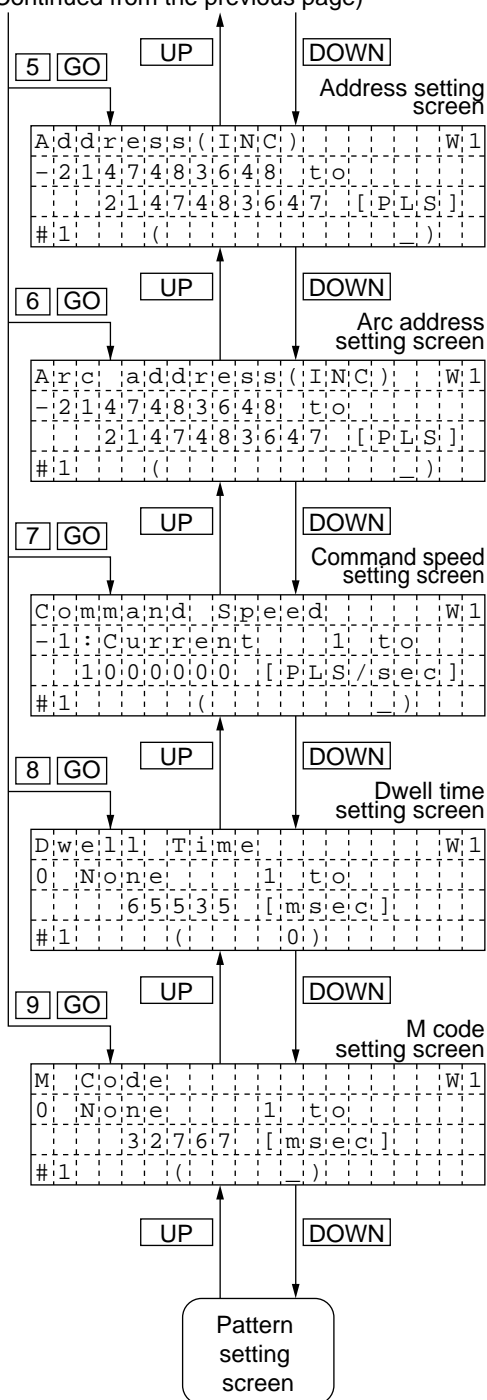 Continued from the previous page)
UP DOWN
5 GO
Address setting
screen
Address(INC) W1
-2147483648 to
2147483647 [PLS]
#1 ( _)
UP DOWN
6 GO
Arc address
setting screen
Arc address(INC) W1
-2147483648 to
2147483647 [PLS]
#1 ( _)
UP DOWN
7 GO
Command speed
setting screen
Command Speed W1
-1:Current 1 to
1000000 [PLS/sec]
#1 ( _)
UP DOWN
8 GO
Dwell time
setting screen
Dwell Time W1
0 None 1 to
65535 [msec]
#1 ( 0)
UP DOWN
9 GO
M code
setting screen
M Code W1
0 None 1 to
32767 [msec]
#1 ( _)
UP DOWN
Pattern
setting
screen